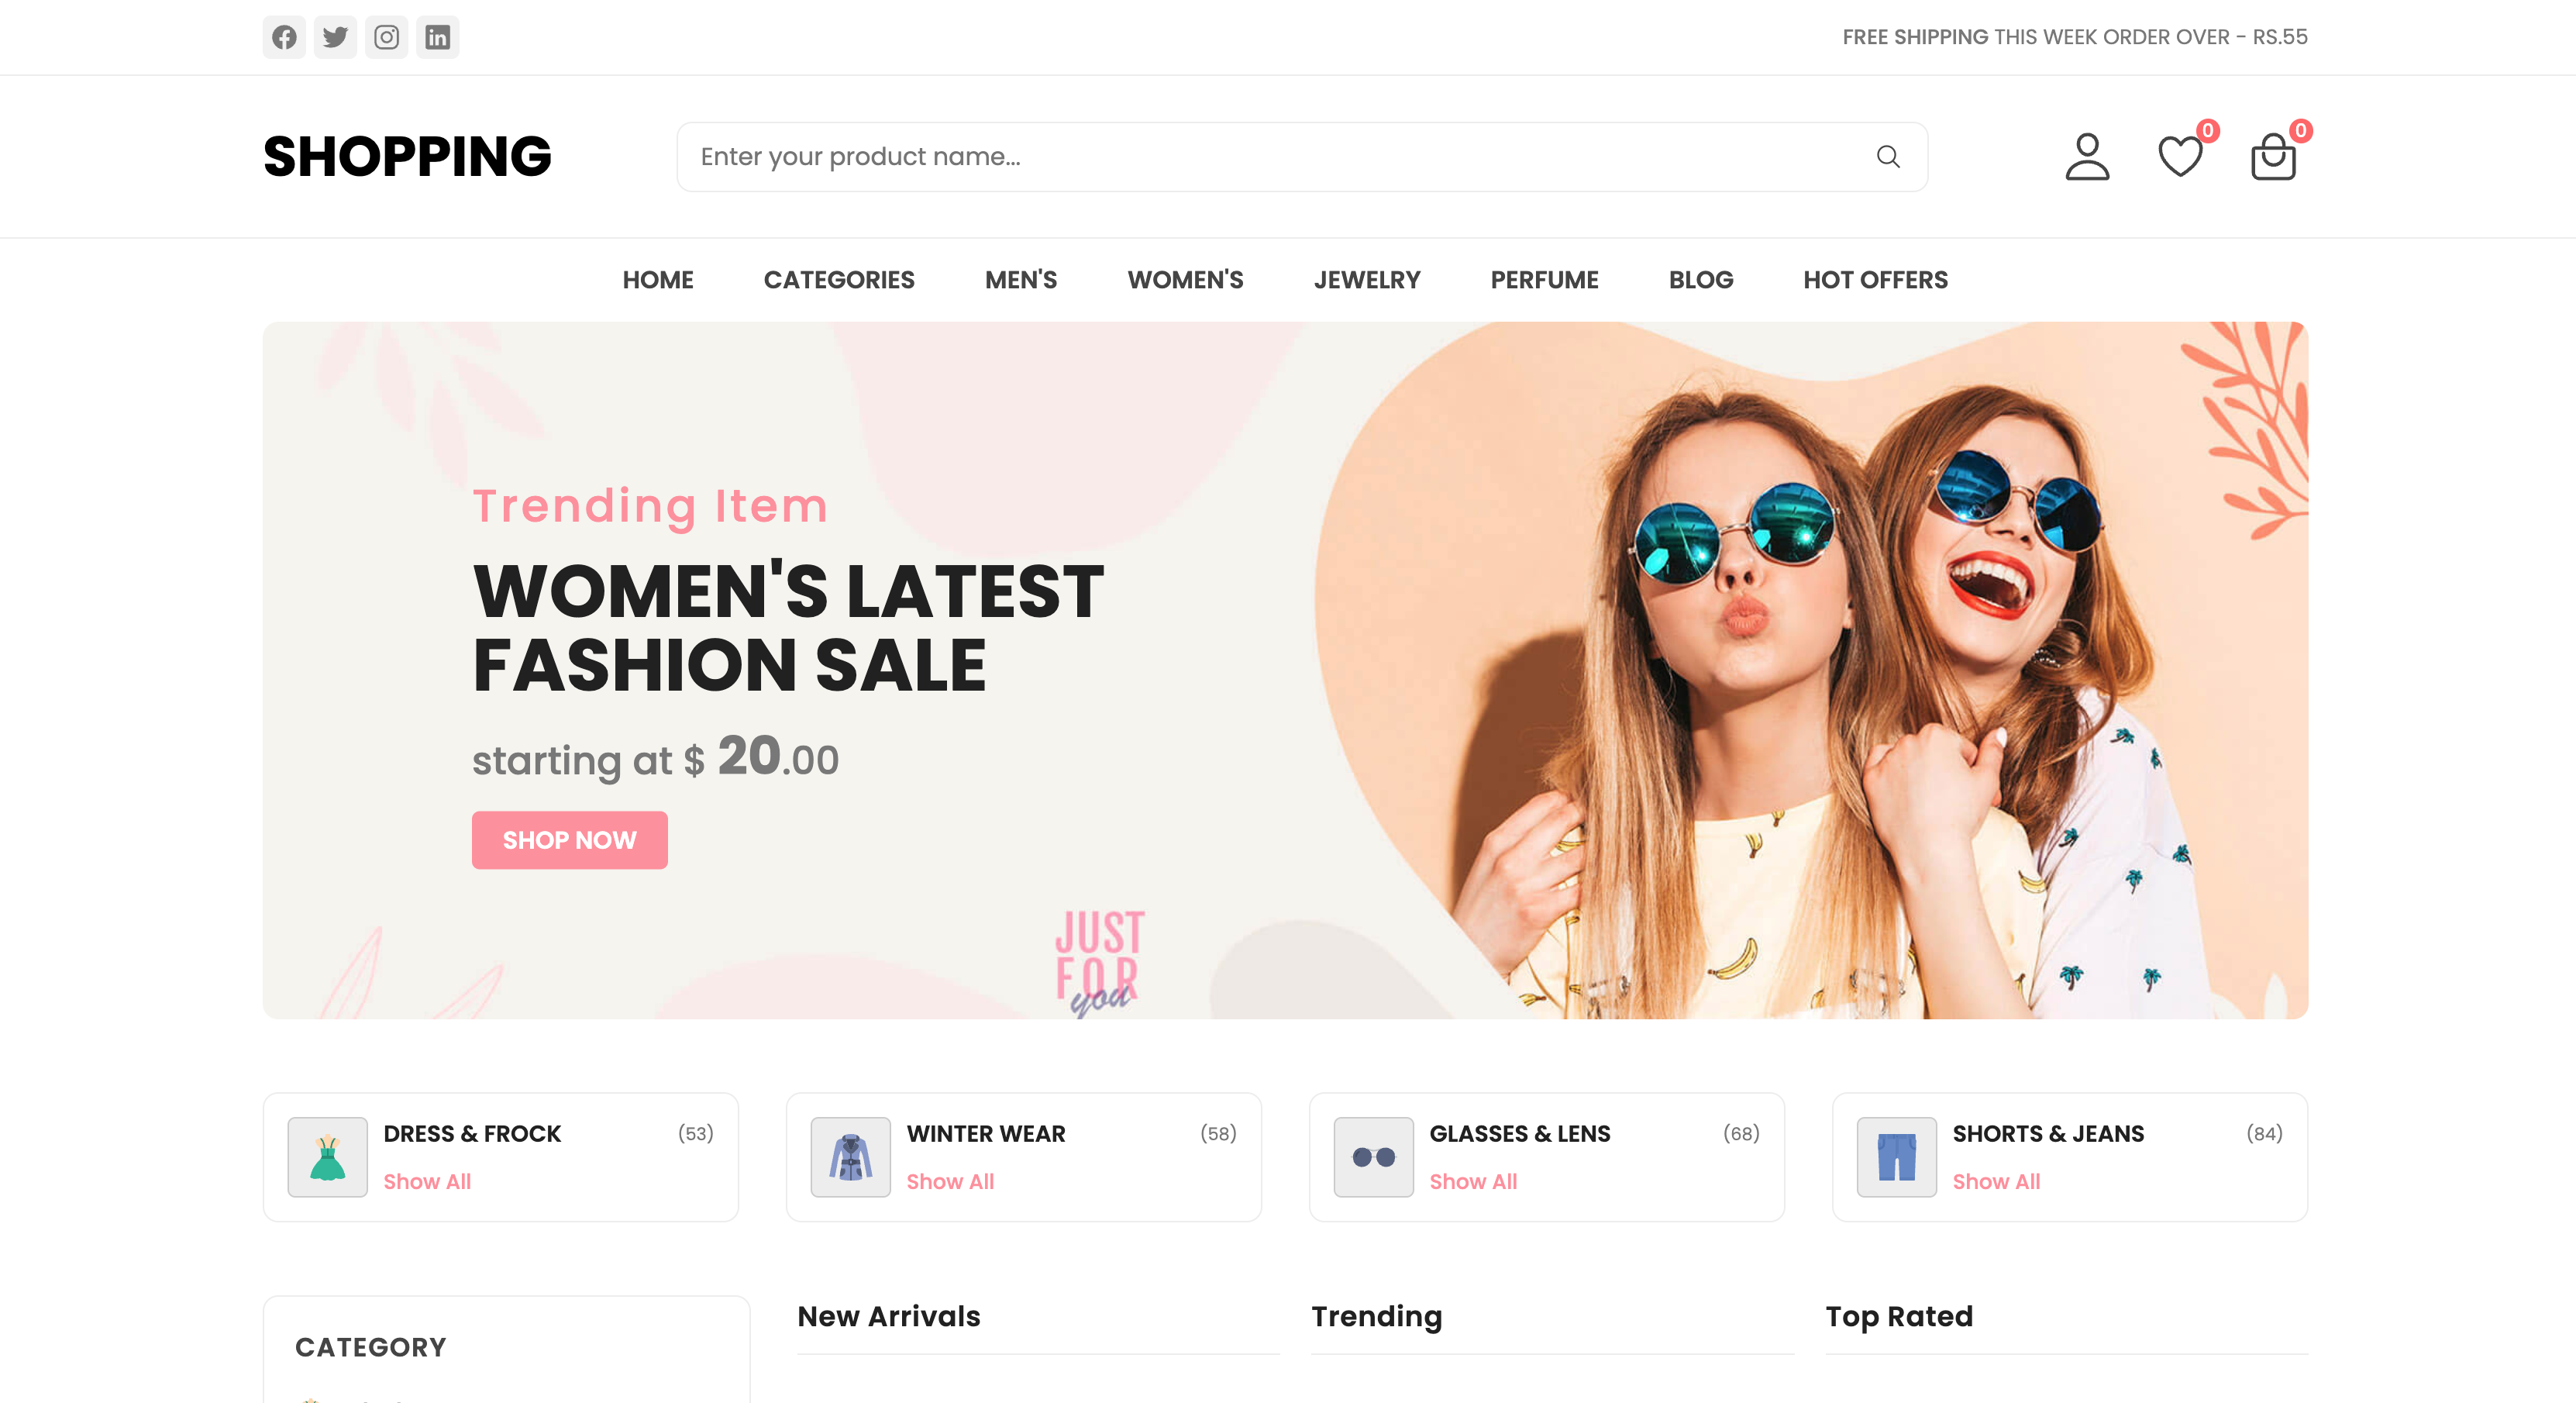 FREE SHIPPING THIS WEEK ORDER OVER - RS.55
SHOPPING
Enter your product name...
0
0
HOME CATEGORIES MEN'S WOMEN'S JEWELRY PERFUME BLOG HOT OFFERS
Trending Item
WOMEN'S LATEST
FASHION SALE
starting at $ 20.00
SHOP NOW
JUST
FOR
you
DRESS & FROCK (53)
Show All
WINTER WEAR (58)
Show All
GLASSES & LENS (68)
Show All
SHORTS & JEANS (84)
Show All
CATEGORY
New Arrivals
Trending
Top Rated